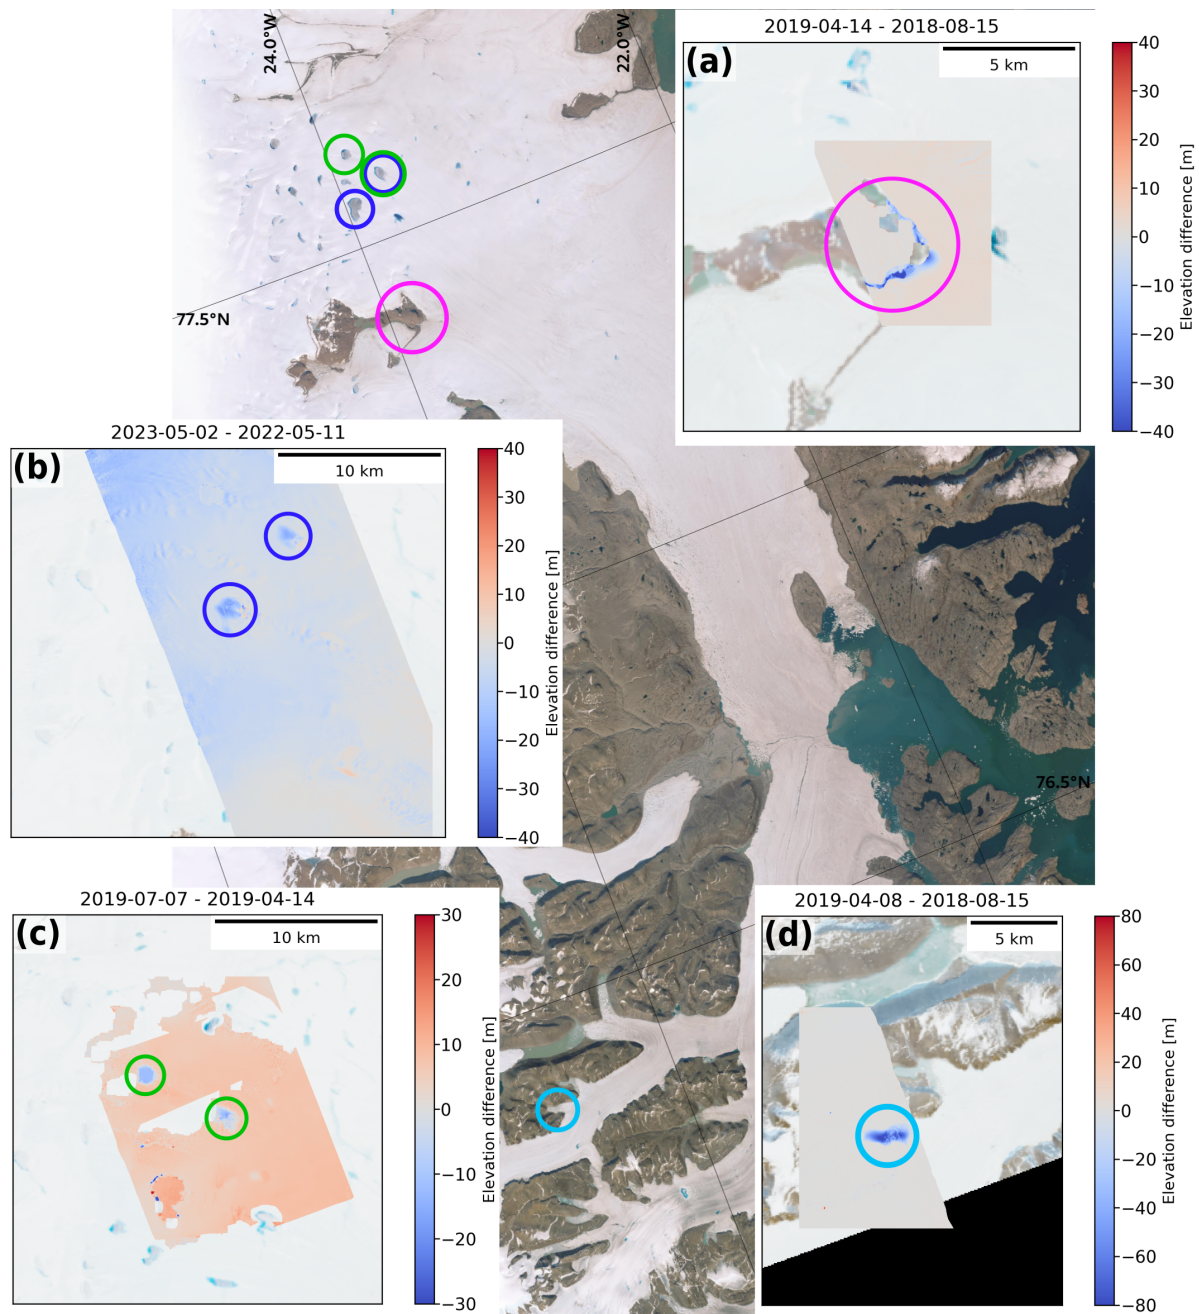 24.0°W
22.0°W
77.5°N
76.5°N
2019-04-14 - 2018-08-15
(a)
5 km
40
30
20
10
0
−10
−20
−30
−40
Elevation difference [m]
2023-05-02 - 2022-05-11
(b)
10 km
40
30
20
10
0
−10
−20
−30
−40
Elevation difference [m]
2019-07-07 - 2019-04-14
(c)
10 km
30
20
10
0
−10
−20
−30
Elevation difference [m]
2019-04-08 - 2018-08-15
(d)
5 km
80
60
40
20
0
−20
−40
−60
−80
Elevation difference [m]